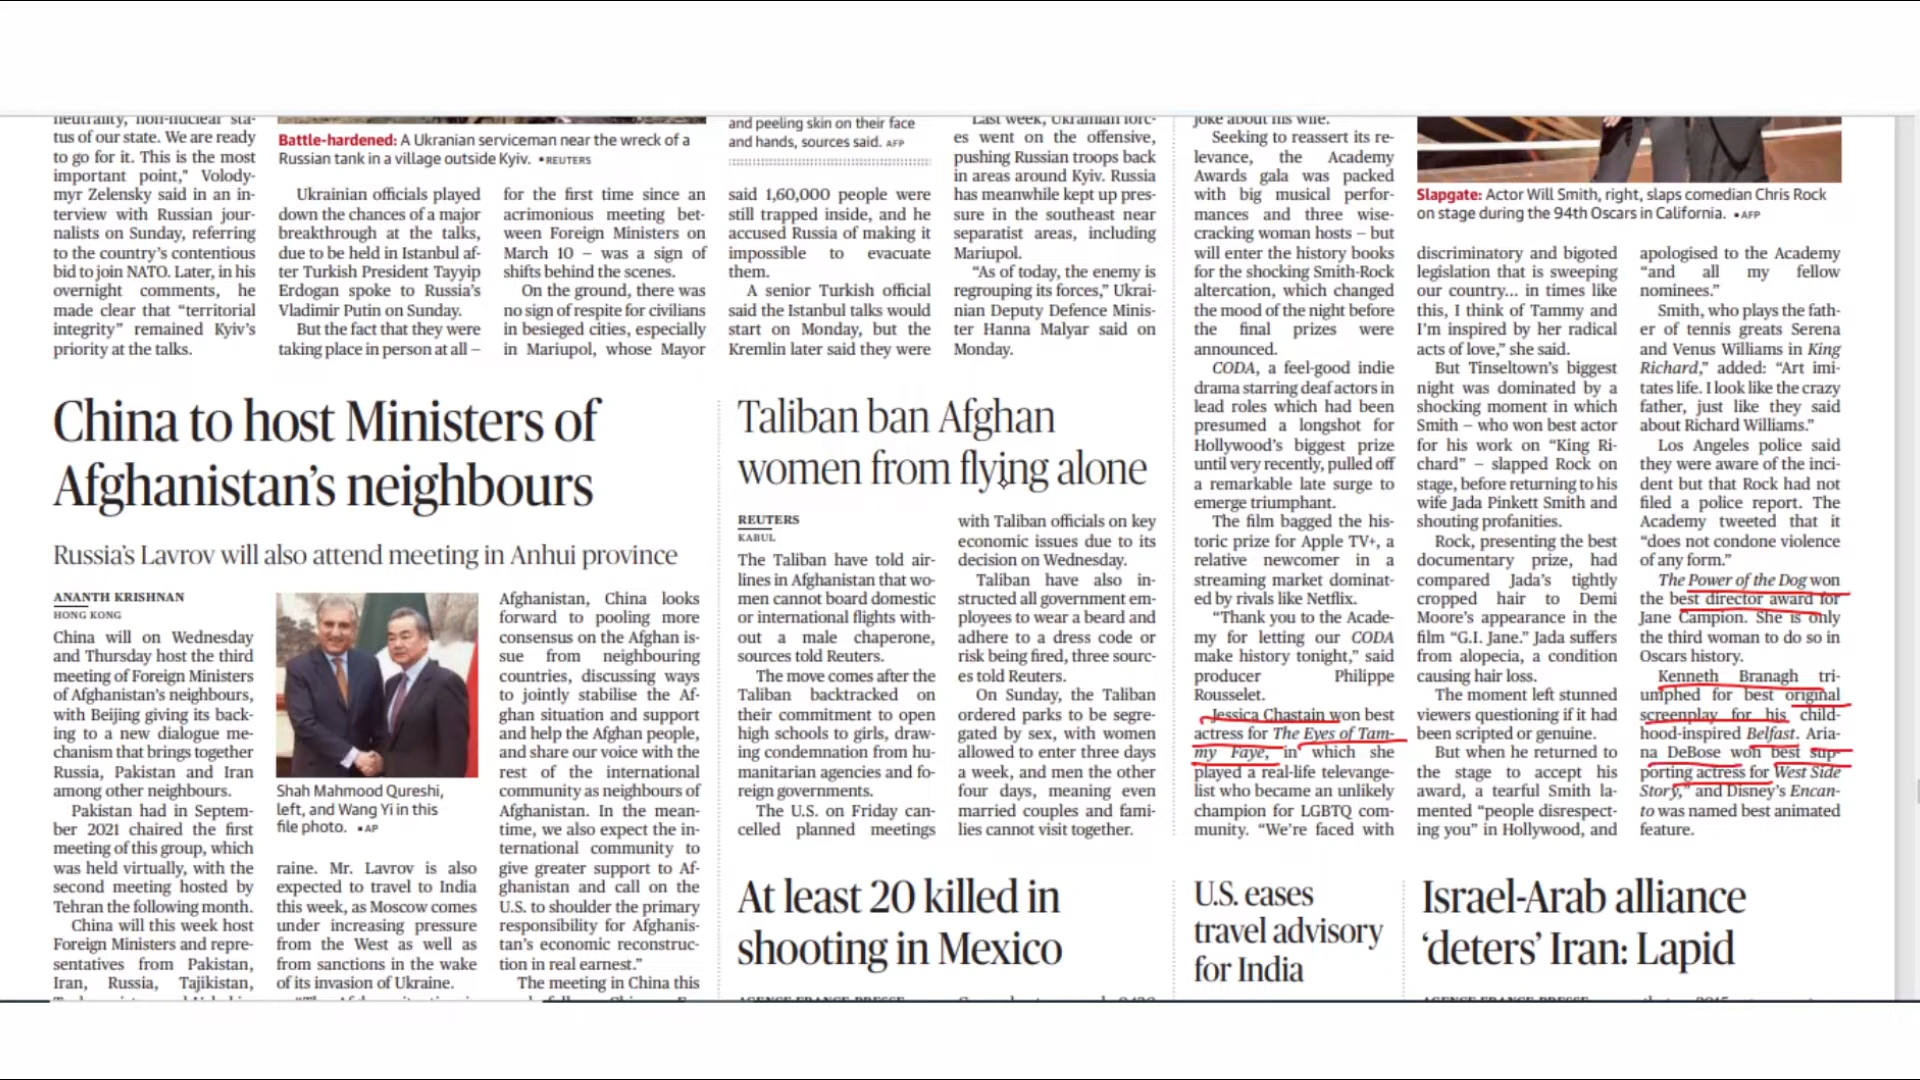 neutrality, non-nuclear sta-
tus of our state. We are ready
to go for it. This is the most
important point,” Volody-
myr Zelensky said in an in-
terview with Russian jour-
nalists on Sunday, referring
to the country’s contentious
bid to join NATO. Later, in his
overnight comments, he
made clear that “territorial
integrity” remained Kyiv’s
priority at the talks.
Battle-hardened: A Ukranian serviceman near the wreck of a
Russian tank in a village outside Kyiv. •REUTERS
Ukrainian officials played
down the chances of a major
breakthrough at the talks,
due to be held in Istanbul af-
ter Turkish President Tayyip
Erdogan spoke to Russia’s
Vladimir Putin on Sunday.
But the fact that they were
taking place in person at all –
for the first time since an
acrimonious meeting bet-
ween Foreign Ministers on
March 10 – was a sign of
shifts behind the scenes.
On the ground, there was
no sign of respite for civilians
in besieged cities, especially
in Mariupol, whose Mayor
and peeling skin on their face
and hands, sources said. AFP
said 1,60,000 people were
still trapped inside, and he
accused Russia of making it
impossible to evacuate
them.
A senior Turkish official
said the Istanbul talks would
start on Monday, but the
Kremlin later said they were
Last week, Ukrainian forc-
es went on the offensive,
pushing Russian troops back
in areas around Kyiv. Russia
has meanwhile kept up pres-
sure in the southeast near
separatist areas, including
Mariupol.
“As of today, the enemy is
regrouping its forces,” Ukrai-
nian Deputy Defence Minis-
ter Hanna Malyar said on
Monday.
China to host Ministers of
Afghanistan’s neighbours
Russia’s Lavrov will also attend meeting in Anhui province
ANANTH KRISHNAN
HONG KONG
China will on Wednesday
and Thursday host the third
meeting of Foreign Ministers
of Afghanistan’s neighbours,
with Beijing giving its back-
ing to a new dialogue me-
chanism that brings together
Russia, Pakistan and Iran
among other neighbours.
Pakistan had in Septem-
ber 2021 chaired the first
meeting of this group, which
was held virtually, with the
second meeting hosted by
Tehran the following month.
China will this week host
Foreign Ministers and repre-
sentatives from Pakistan,
Iran, Russia, Tajikistan,
Shah Mahmood Qureshi,
left, and Wang Yi in this
file photo. •AP
raine. Mr. Lavrov is also
expected to travel to India
this week, as Moscow comes
under increasing pressure
from the West as well as
from sanctions in the wake
of its invasion of Ukraine.
Afghanistan, China looks
forward to pooling more
consensus on the Afghan is-
sue from neighbouring
countries, discussing ways
to jointly stabilise the Af-
ghan situation and support
and help the Afghan people,
and share our voice with the
rest of the international
community as neighbours of
Afghanistan. In the mean-
time, we also expect the in-
ternational community to
give greater support to Af-
ghanistan and call on the
U.S. to shoulder the primary
responsibility for Afghanis-
tan’s economic reconstruc-
tion in real earnest.”
The meeting in China this
Taliban ban Afghan
women from flying alone
REUTERS
KABUL
The Taliban have told air-
lines in Afghanistan that wo-
men cannot board domestic
or international flights with-
out a male chaperone,
sources told Reuters.
The move comes after the
Taliban backtracked on
their commitment to open
high schools to girls, draw-
ing condemnation from hu-
manitarian agencies and fo-
reign governments.
The U.S. on Friday can-
celled planned meetings
with Taliban officials on key
economic issues due to its
decision on Wednesday.
Taliban have also in-
structed all government em-
ployees to wear a beard and
adhere to a dress code or
risk being fired, three sourc-
es told Reuters.
On Sunday, the Taliban
ordered parks to be segre-
gated by sex, with women
allowed to enter three days
a week, and men the other
four days, meaning even
married couples and fami-
lies cannot visit together.
At least 20 killed in
shooting in Mexico
joke about his wife.
Seeking to reassert its re-
levance, the Academy
Awards gala was packed
with big musical perfor-
mances and three wise-
cracking woman hosts – but
will enter the history books
for the shocking Smith-Rock
altercation, which changed
the mood of the night before
the final prizes were
announced.
CODA, a feel-good indie
drama starring deaf actors in
lead roles which had been
presumed a longshot for
Hollywood’s biggest prize
until very recently, pulled off
a remarkable late surge to
emerge triumphant.
The film bagged the his-
toric prize for Apple TV+, a
relative newcomer in a
streaming market dominat-
ed by rivals like Netflix.
“Thank you to the Acade-
my for letting our CODA
make history tonight,” said
producer Philippe
Rousselet.
Jessica Chastain won best
actress for The Eyes of Tam-
my Faye, in which she
played a real-life televange-
list who became an unlikely
champion for LGBTQ com-
munity. “We’re faced with
Slapgate: Actor Will Smith, right, slaps comedian Chris Rock
on stage during the 94th Oscars in California. •AFP
discriminatory and bigoted
legislation that is sweeping
our country... in times like
this, I think of Tammy and
I’m inspired by her radical
acts of love,” she said.
But Tinseltown’s biggest
night was dominated by a
shocking moment in which
Smith – who won best actor
for his work on “King Ri-
chard” – slapped Rock on
stage, before returning to his
wife Jada Pinkett Smith and
shouting profanities.
Rock, presenting the best
documentary prize, had
compared Jada’s tightly
cropped hair to Demi
Moore’s appearance in the
film “G.I. Jane.” Jada suffers
from alopecia, a condition
causing hair loss.
The moment left stunned
viewers questioning if it had
been scripted or genuine.
But when he returned to
the stage to accept his
award, a tearful Smith la-
mented “people disrespect-
ing you” in Hollywood, and
apologised to the Academy
“and all my fellow
nominees.”
Smith, who plays the fath-
er of tennis greats Serena
and Venus Williams in King
Richard,” added: “Art imi-
tates life. I look like the crazy
father, just like they said
about Richard Williams.”
Los Angeles police said
they were aware of the inci-
dent but that Rock had not
filed a police report. The
Academy tweeted that it
“does not condone violence
of any form.”
The Power of the Dog won
the best director award for
Jane Campion. She is only
the third woman to do so in
Oscars history.
Kenneth Branagh tri-
umphed for best original
screenplay for his child-
hood-inspired Belfast. Aria-
na DeBose won best sup-
porting actress for West Side
Story,” and Disney’s Encan-
to was named best animated
feature.
U.S. eases
travel advisory
for India
Israel-Arab alliance
‘deters’ Iran: Lapid